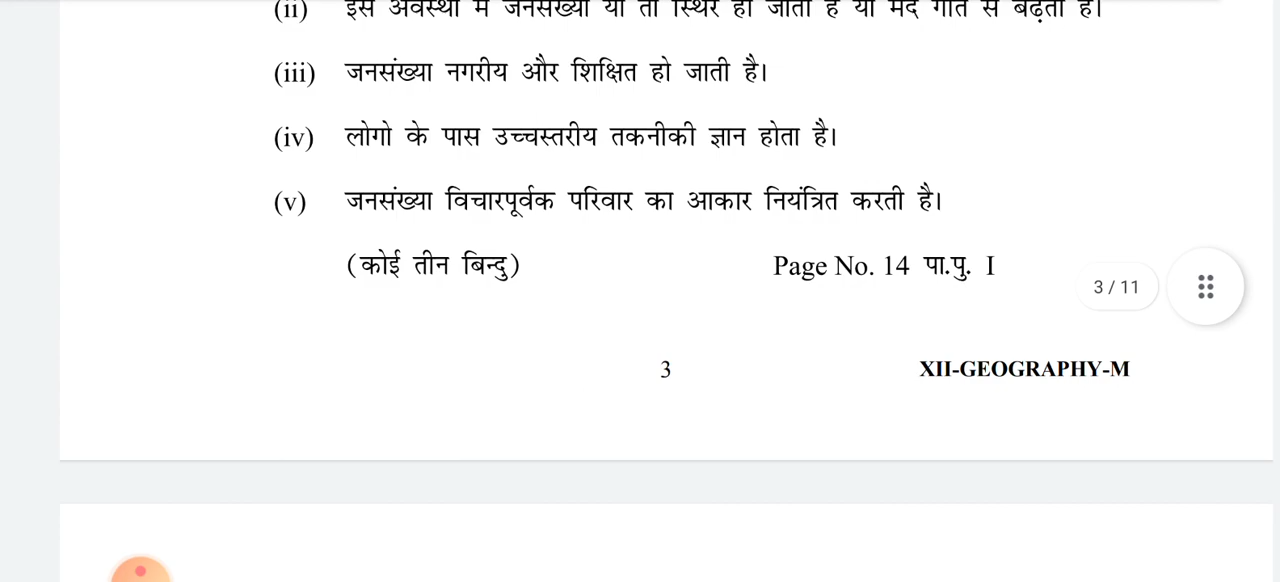 (ii) इस अवस्था में जनसंख्या या तो स्थिर हो जाती है या मंद गति से बढ़ती है।
(iii) जनसंख्या नगरीय और शिक्षित हो जाती है।
(iv) लोगो के पास उच्चस्तरीय तकनीकी ज्ञान होता है।
(v) जनसंख्या विचारपूर्वक परिवार का आकार नियंत्रित करती है।
(कोई तीन बिन्दु) Page No. 14 पा.पु. I
3 / 11
3 XII-GEOGRAPHY-M